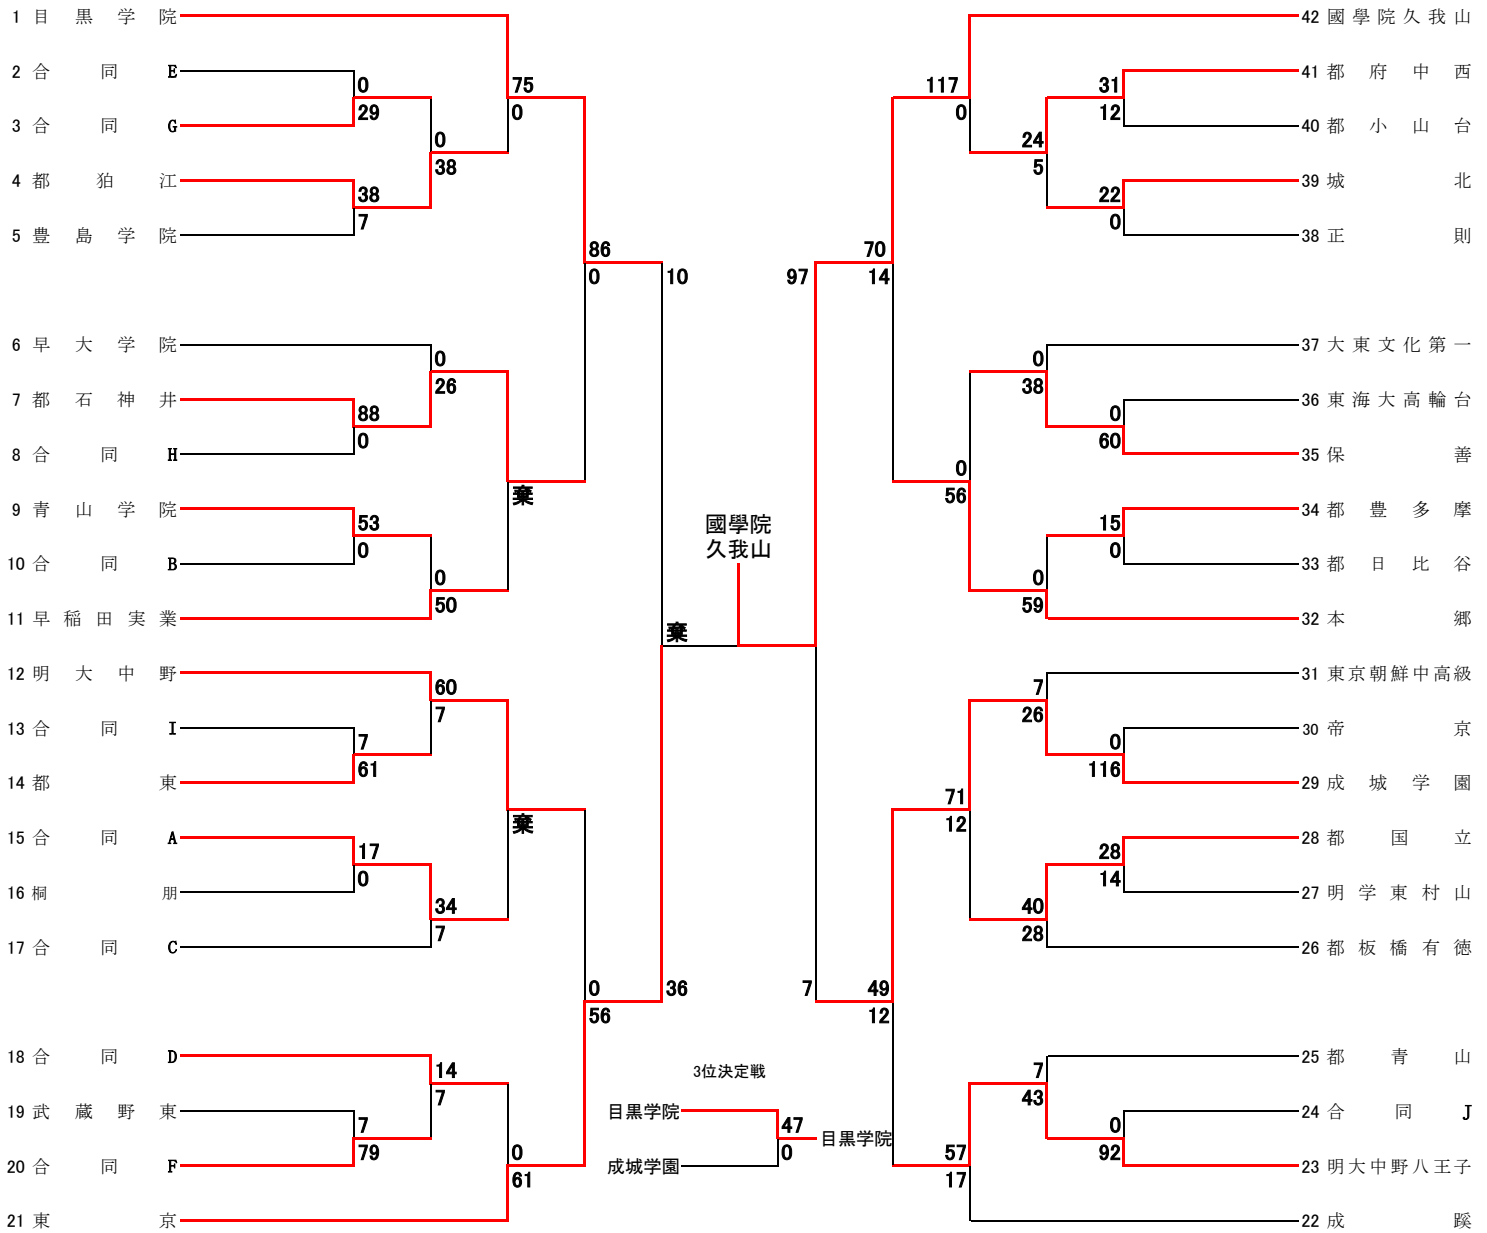 1 目黒学院
2 合同E
3 合同G
4 都狛江
5 豊島学院
6 早大学院
7 都石神井
8 合同H
9 青山学院
10 合同B
11 早稲田実業
12 明大中野
13 合同I
14 都東
15 合同A
16 桐朋
17 合同C
18 合同D
19 武蔵野東
20 合同F
21 東京
0
29
38
7
88
0
53
0
7
61
17
0
7
79
0
38
0
26
0
50
60
7
34
7
14
7
75
0
棄
棄
0
61
86
0
0
56
10
36
棄
國學院
久我山
3位決定戦
目黒学院
成城学園
47
0
目黒学院
97
7
70
14
49
12
117
0
0
56
71
12
57
17
24
5
0
38
0
59
7
26
40
28
7
43
31
12
22
0
0
60
15
0
0
116
28
14
0
92
42 國學院久我山
41 都府中西
40 都小山台
39 城北
38 正則
37 大東文化第一
36 東海大高輪台
35 保善
34 都豊多摩
33 都日比谷
32 本郷
31 東京朝鮮中高級
30 帝京
29 成城学園
28 都国立
27 明学東村山
26 都板橋有徳
25 都青山
24 合同J
23 明大中野八王子
22 成蹊